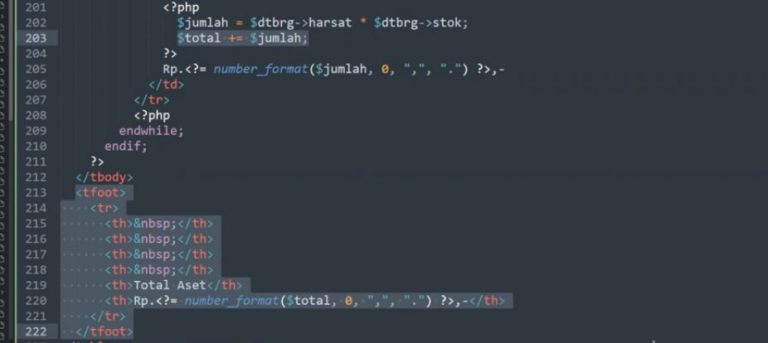 201 <?php
202 $jumlah = $dtbrg->harsat * $dtbrg->stok;
203 $total += $jumlah;
204 ?>
205 Rp.<?= number_format($jumlah, 0, ",", ".") ?>,-
206 </td>
207 </tr>
208 <?php
209 endwhile;
210 endif;
211 ?>
212 </tbody>
213 <tfoot>
214 <tr>
215 <th>&nbsp;</th>
216 <th>&nbsp;</th>
217 <th>&nbsp;</th>
218 <th>&nbsp;</th>
219 <th>Total Aset</th>
220 <th>Rp.<?= number_format($total, 0, ",", ".") ?>,-</th>
221 </tr>
222 </tfoot>